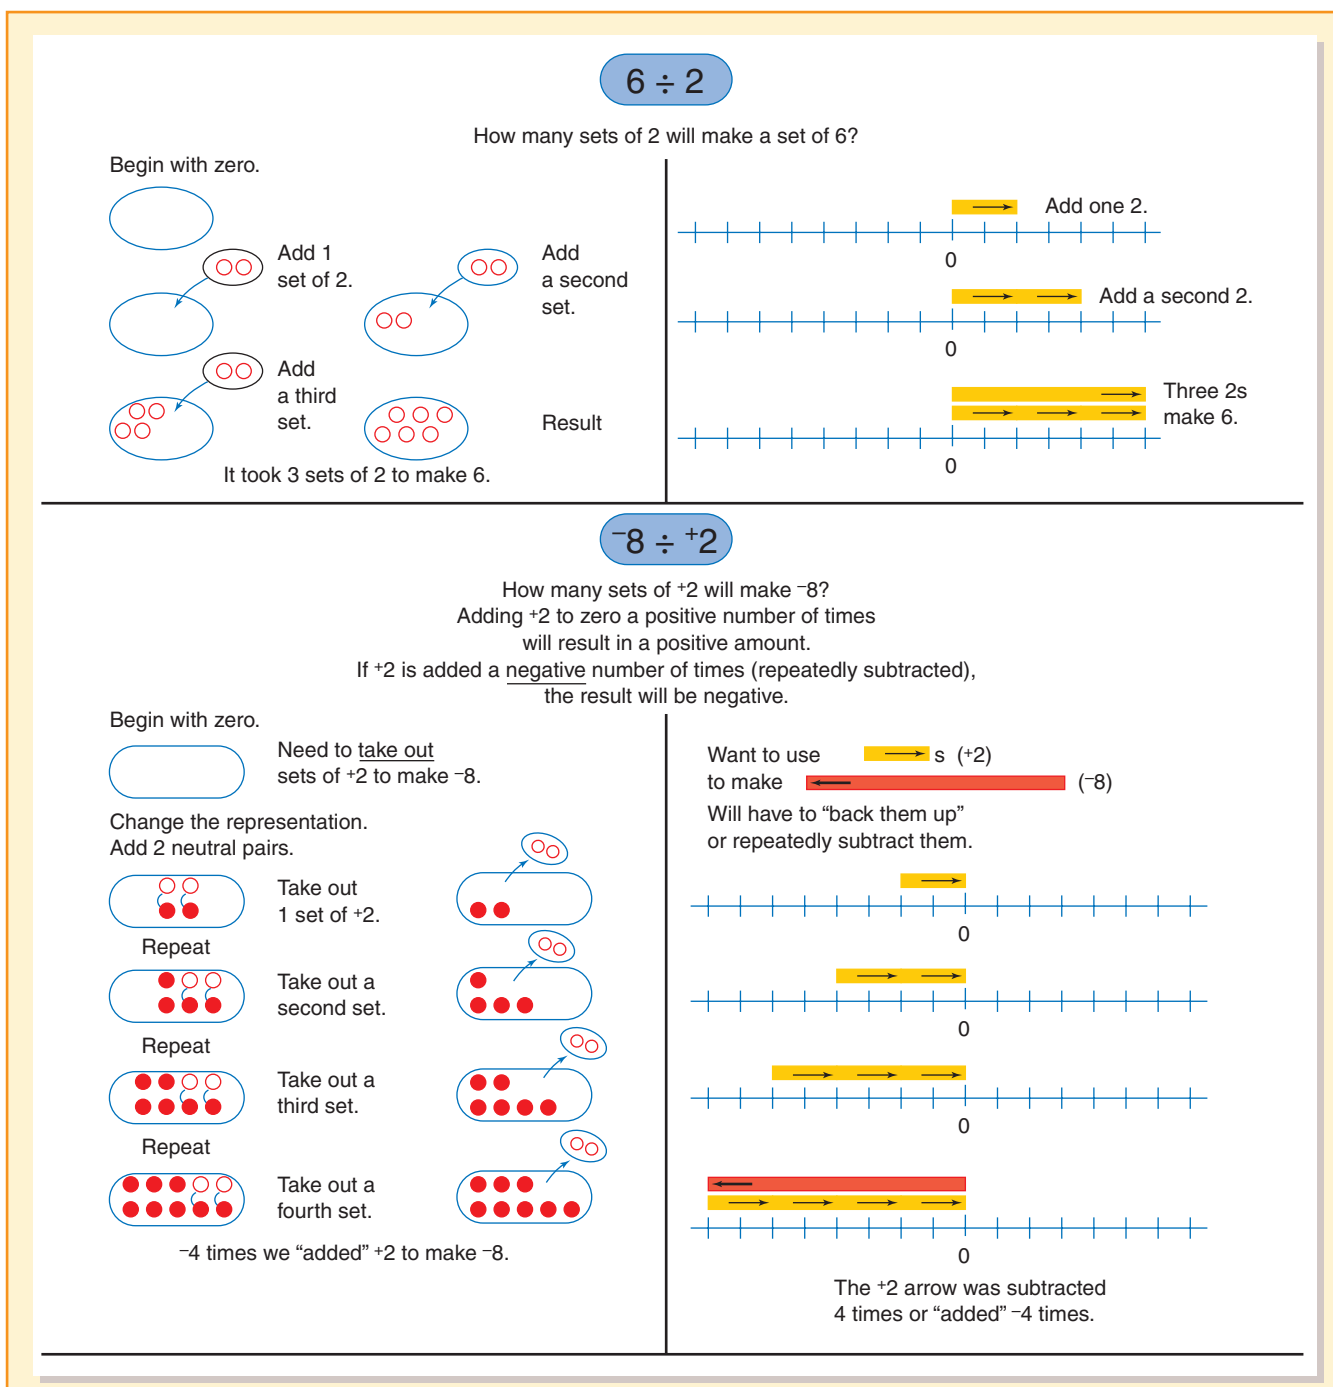 6 ÷ 2
How many sets of 2 will make a set of 6?
Begin with zero.
Add 1
set of 2.
Add
a second
set.
Add
a third
set.
Result
It took 3 sets of 2 to make 6.
Add one 2.
0
Add a second 2.
0
Three 2s
make 6.
0
⁻8 ÷ ⁺2
How many sets of ⁺2 will make ⁻8?
Adding ⁺2 to zero a positive number of times
will result in a positive amount.
If ⁺2 is added a negative number of times (repeatedly subtracted),
the result will be negative.
Begin with zero.
Need to take out
sets of ⁺2 to make ⁻8.
Change the representation.
Add 2 neutral pairs.
Take out
1 set of ⁺2.
Repeat
Take out a
second set.
Repeat
Take out a
third set.
Repeat
Take out a
fourth set.
⁻4 times we “added” ⁺2 to make ⁻8.
Want to use s (⁺2)
to make (⁻8)
Will have to “back them up”
or repeatedly subtract them.
0
0
0
0
The ⁺2 arrow was subtracted
4 times or “added” ⁻4 times.